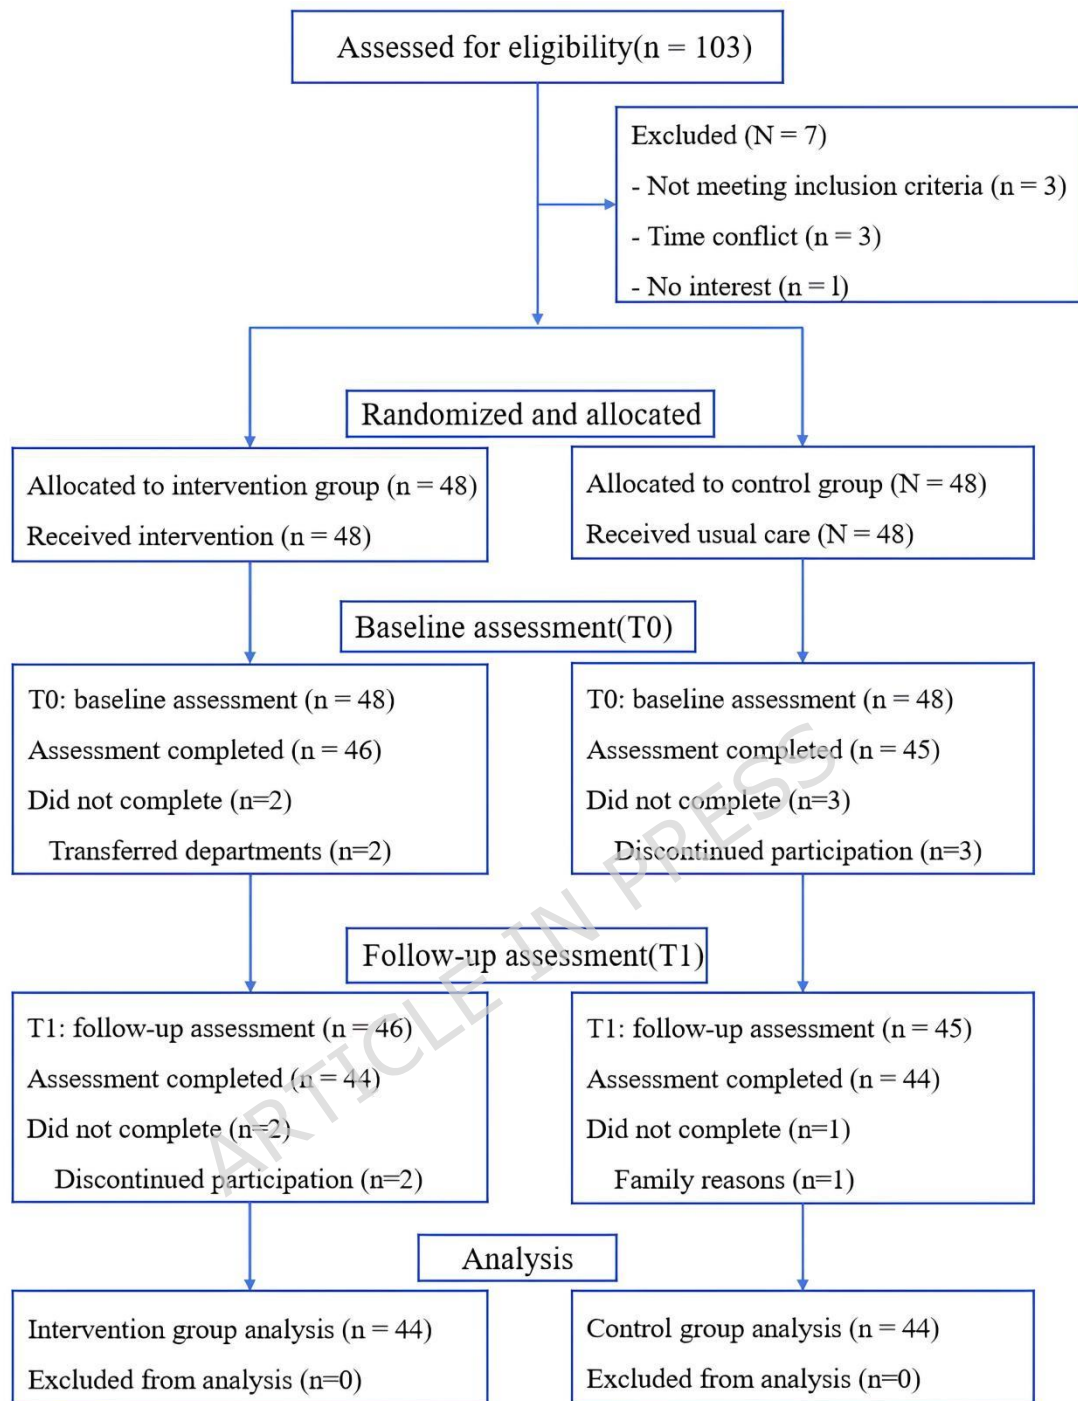 Assessed for eligibility(n = 103)
Excluded (N = 7)
- Not meeting inclusion criteria (n = 3)
- Time conflict (n = 3)
- No interest (n = l)
Randomized and allocated
Allocated to intervention group (n = 48)
Received intervention (n = 48)
Allocated to control group (N = 48)
Received usual care (N = 48)
Baseline assessment(T0)
T0: baseline assessment (n = 48)
Assessment completed (n = 46)
Did not complete (n=2)
Transferred departments (n=2)
T0: baseline assessment (n = 48)
Assessment completed (n = 45)
Did not complete (n=3)
Discontinued participation (n=3)
Follow-up assessment(T1)
T1: follow-up assessment (n = 46)
Assessment completed (n = 44)
Did not complete (n=2)
Discontinued participation (n=2)
T1: follow-up assessment (n = 45)
Assessment completed (n = 44)
Did not complete (n=1)
Family reasons (n=1)
Analysis
Intervention group analysis (n = 44)
Excluded from analysis (n=0)
Control group analysis (n = 44)
Excluded from analysis (n=0)
ARTICLE IN PRESS